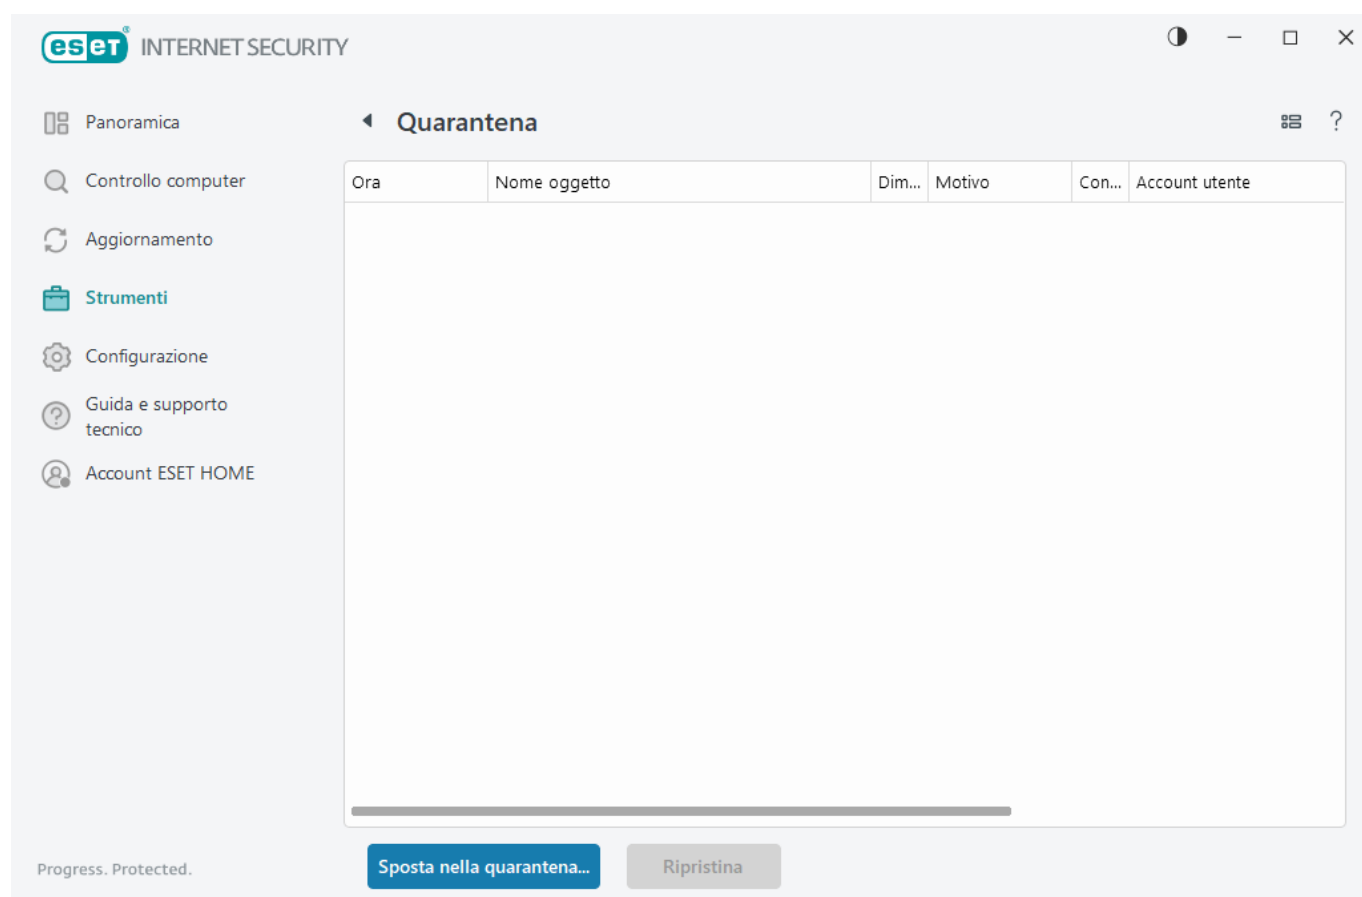 eset® INTERNET SECURITY
Panoramica
Controllo computer
Aggiornamento
Strumenti
Configurazione
Guida e supporto
tecnico
Account ESET HOME
Progress. Protected.
Quarantena
?
Ora Nome oggetto Dim... Motivo Con... Account utente
Sposta nella quarantena... Ripristina